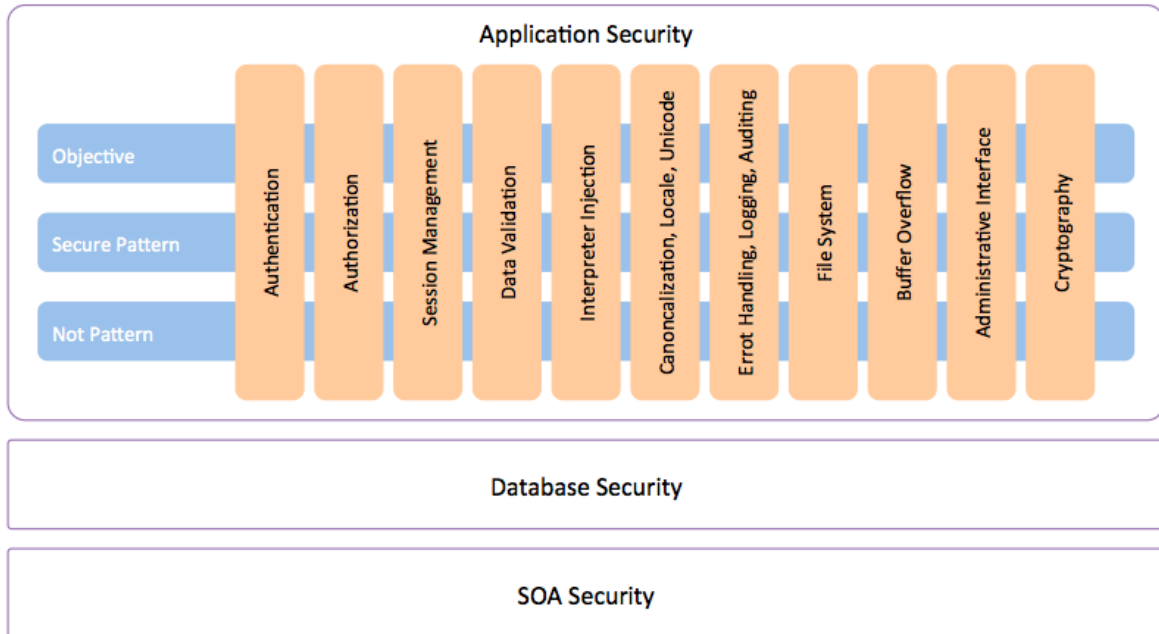 Application Security
Objective
Secure Pattern
Not Pattern
Authentication
Authorization
Session Management
Data Validation
Interpreter Injection
Canoncalization, Locale, Unicode
Errot Handling, Logging, Auditing
File System
Buffer Overflow
Administrative Interface
Cryptography
Database Security
SOA Security